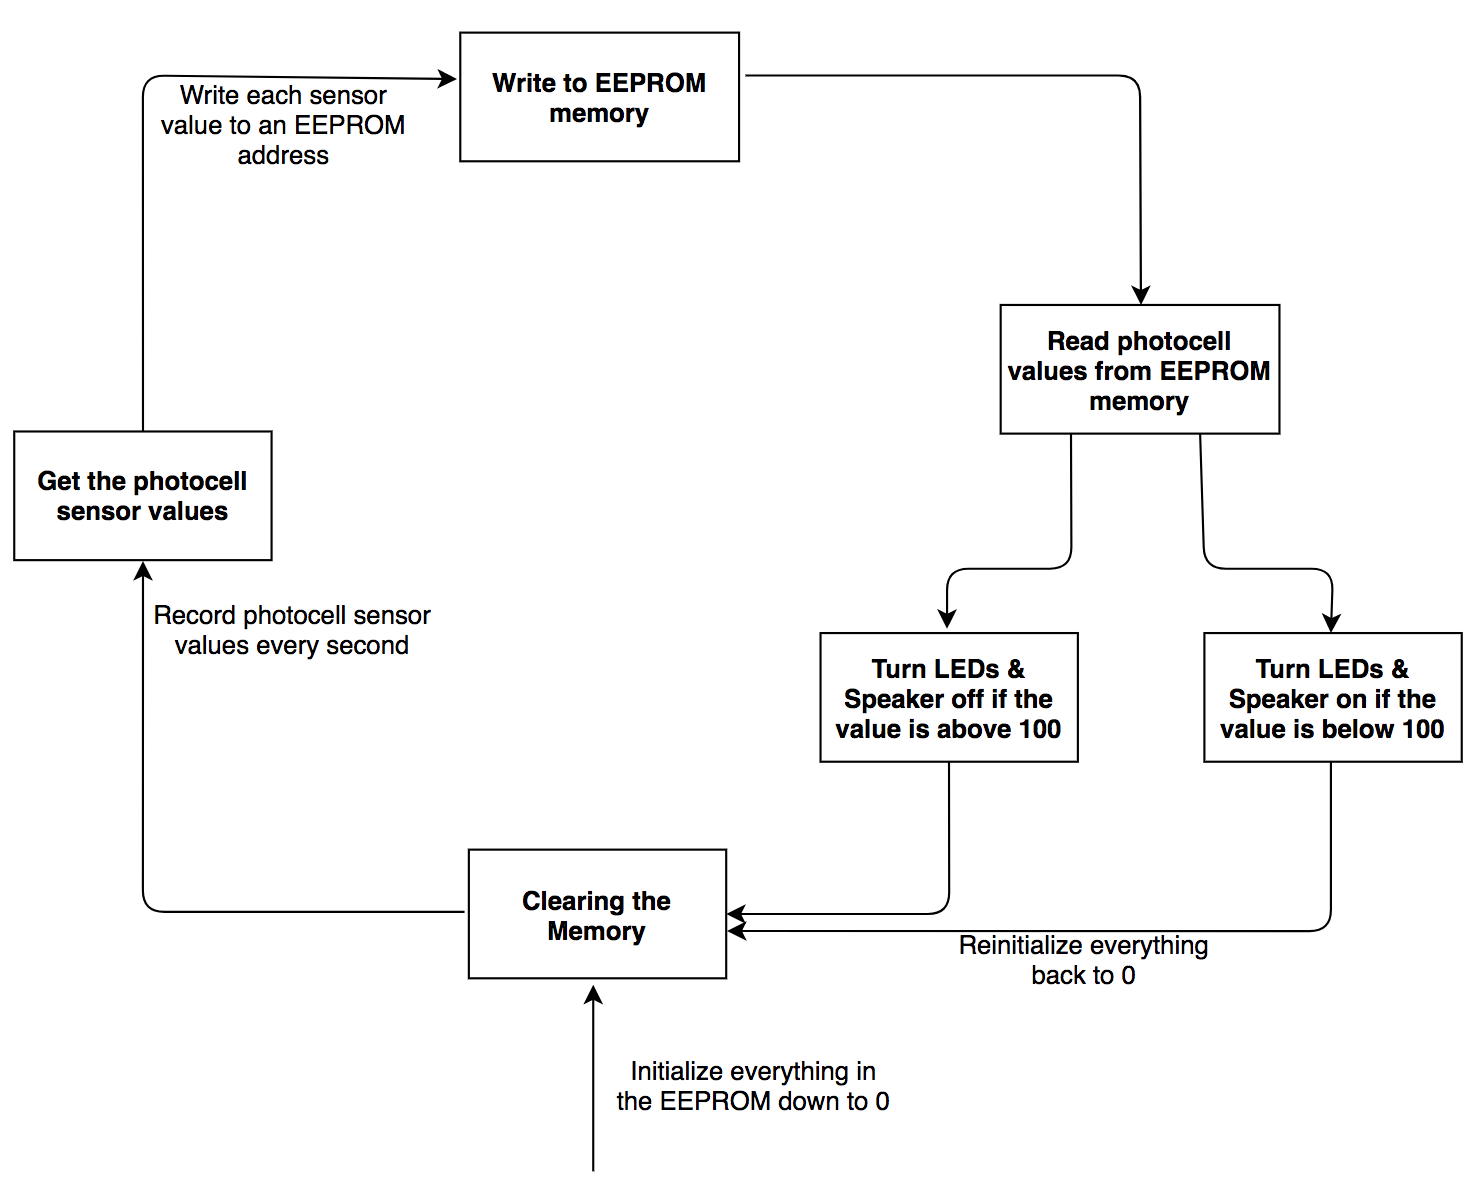 Write to EEPROM
memory
Write each sensor
value to an EEPROM
address
Read photocell
values from EEPROM
memory
Get the photocell
sensor values
Record photocell sensor
values every second
Turn LEDs &
Speaker off if the
value is above 100
Turn LEDs &
Speaker on if the
value is below 100
Clearing the
Memory
Reinitialize everything
back to 0
Initialize everything in
the EEPROM down to 0